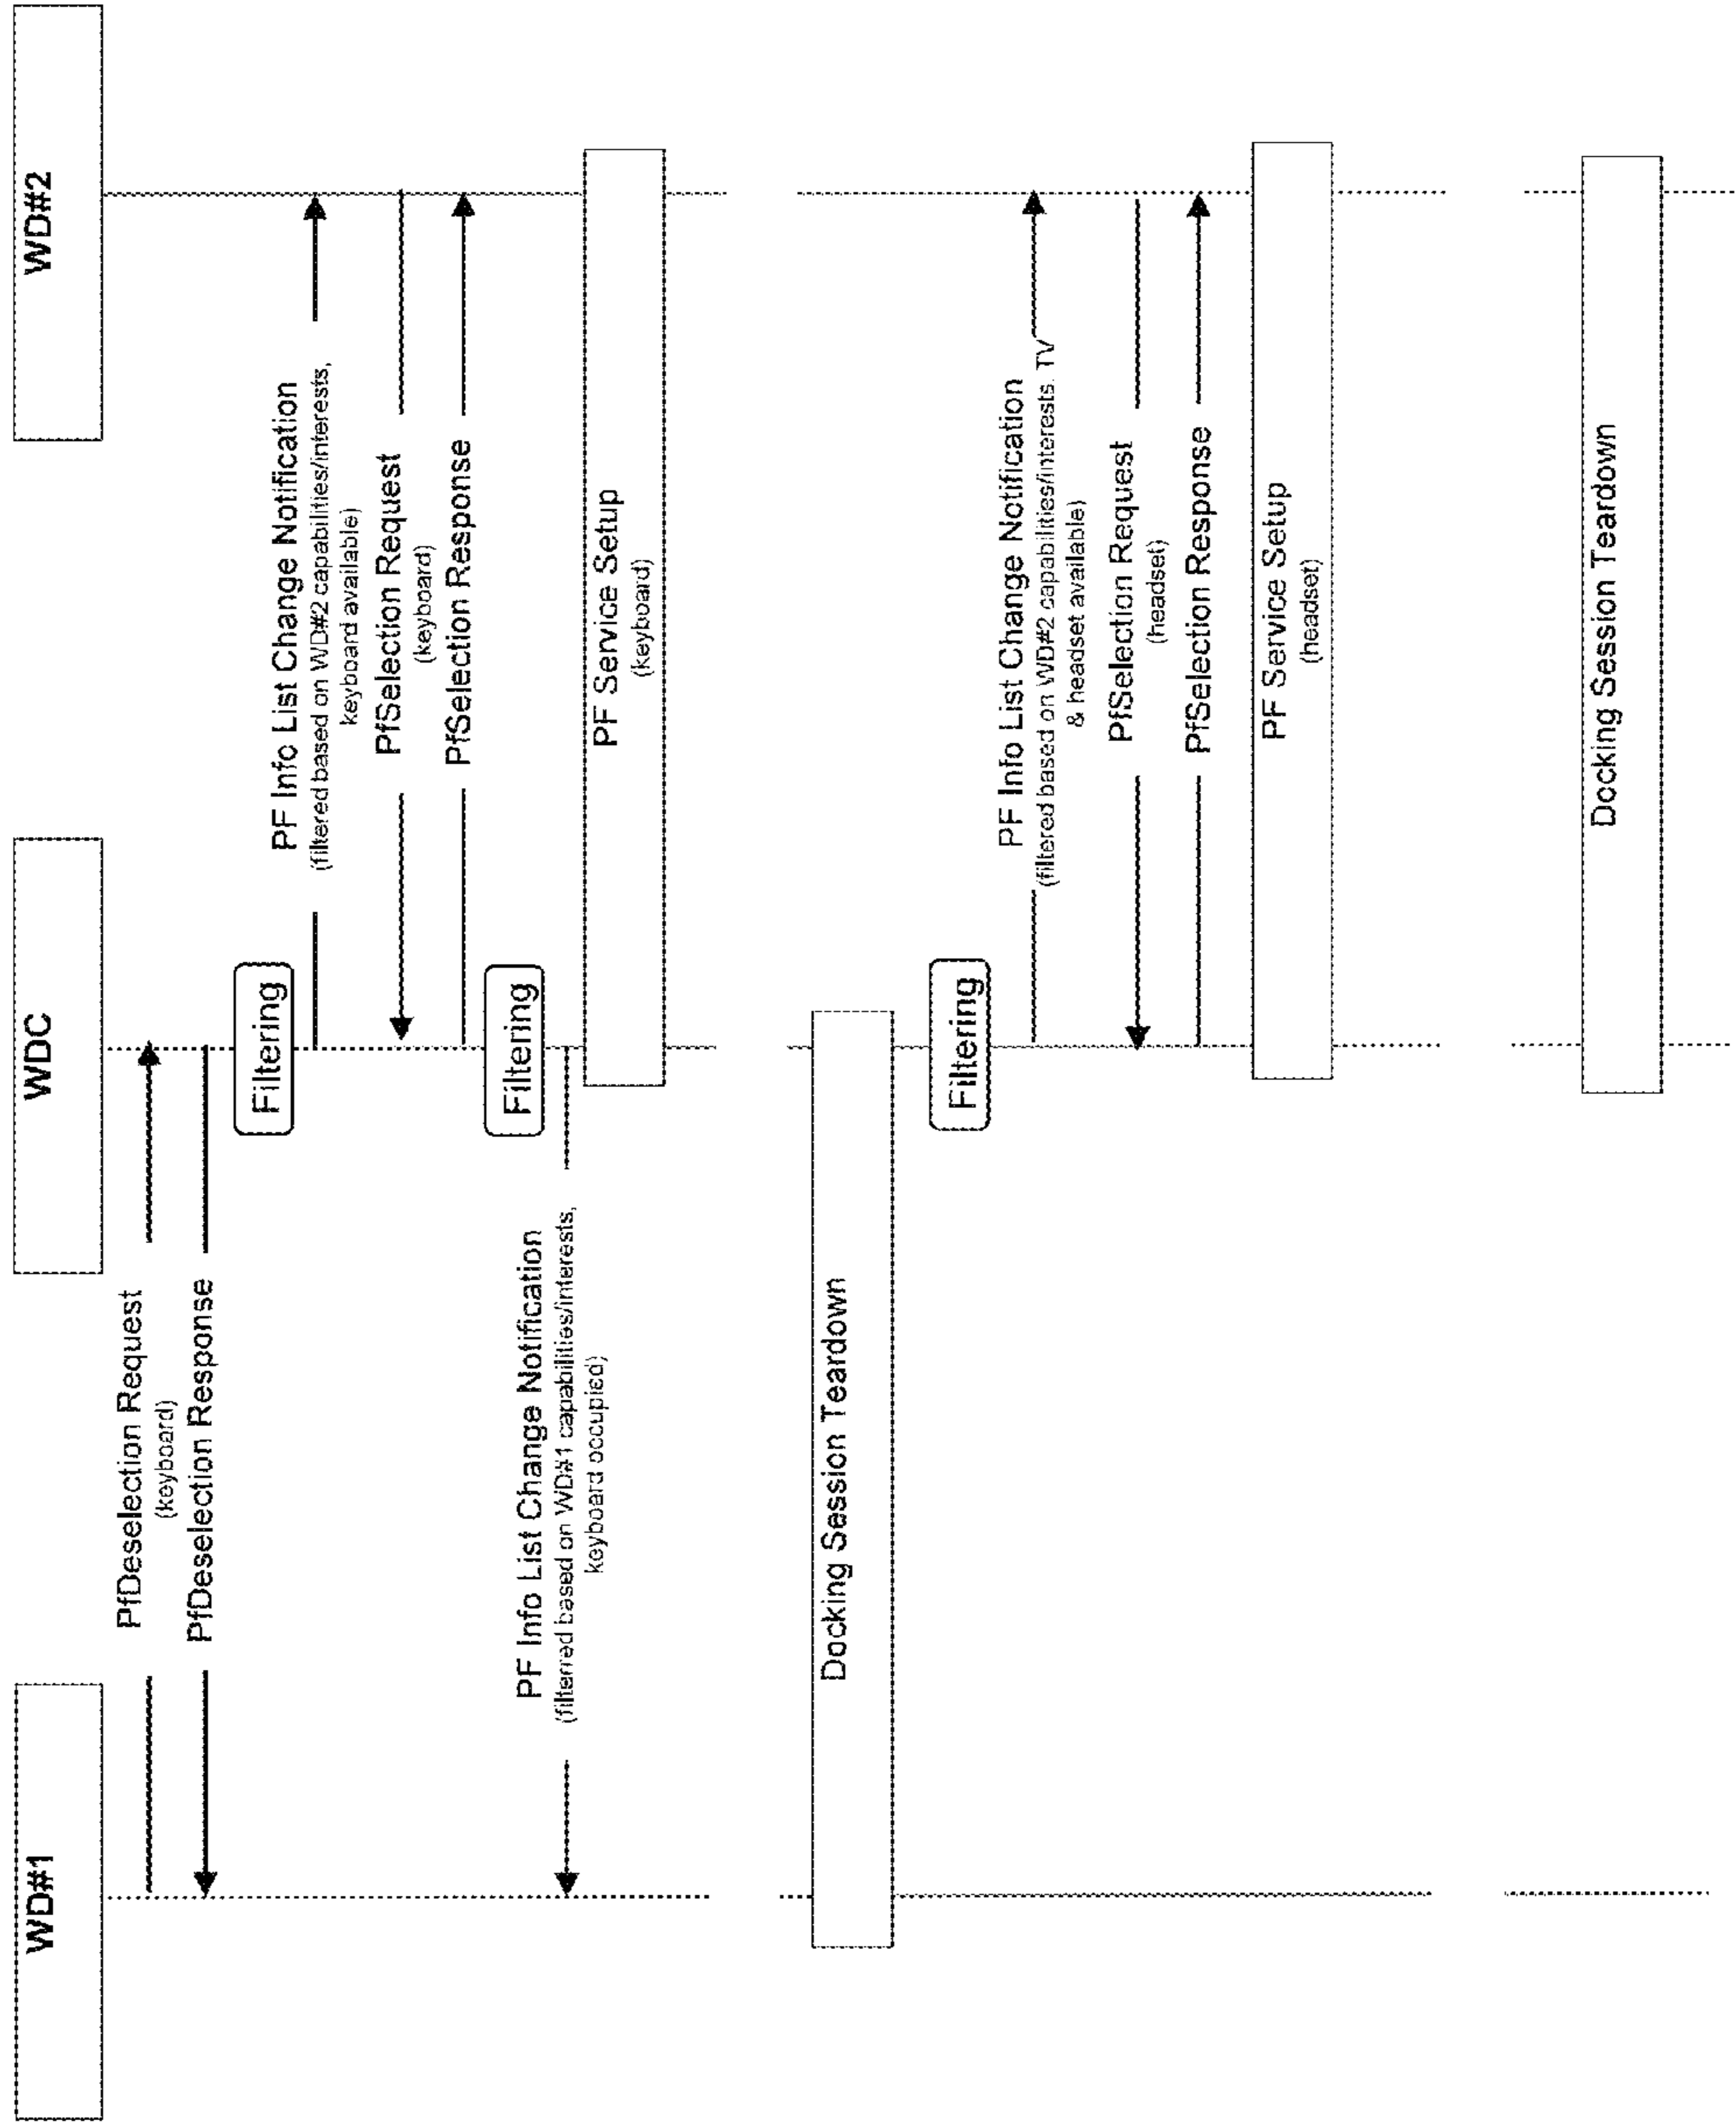 WD#1
WDC
WD#2
PfDeselection Request
(keyboard)
PfDeselection Response
Filtering
PF Info List Change Notification
(filtered based on WD#2 capabilities/interests,
keyboard available)
PfSelection Request
(keyboard)
PfSelection Response
Filtering
PF Info List Change Notification
(filterred based on WD#1 capabilities/interests,
keyboard occupied)
PF Service Setup
(keyboard)
Docking Session Teardown
Filtering
PF Info List Change Notification
(filtered based on WD#2 capabilities/interests. TV
& headset available)
PfSelection Request
(headset)
PfSelection Response
PF Service Setup
(headset)
Docking Session Teardown